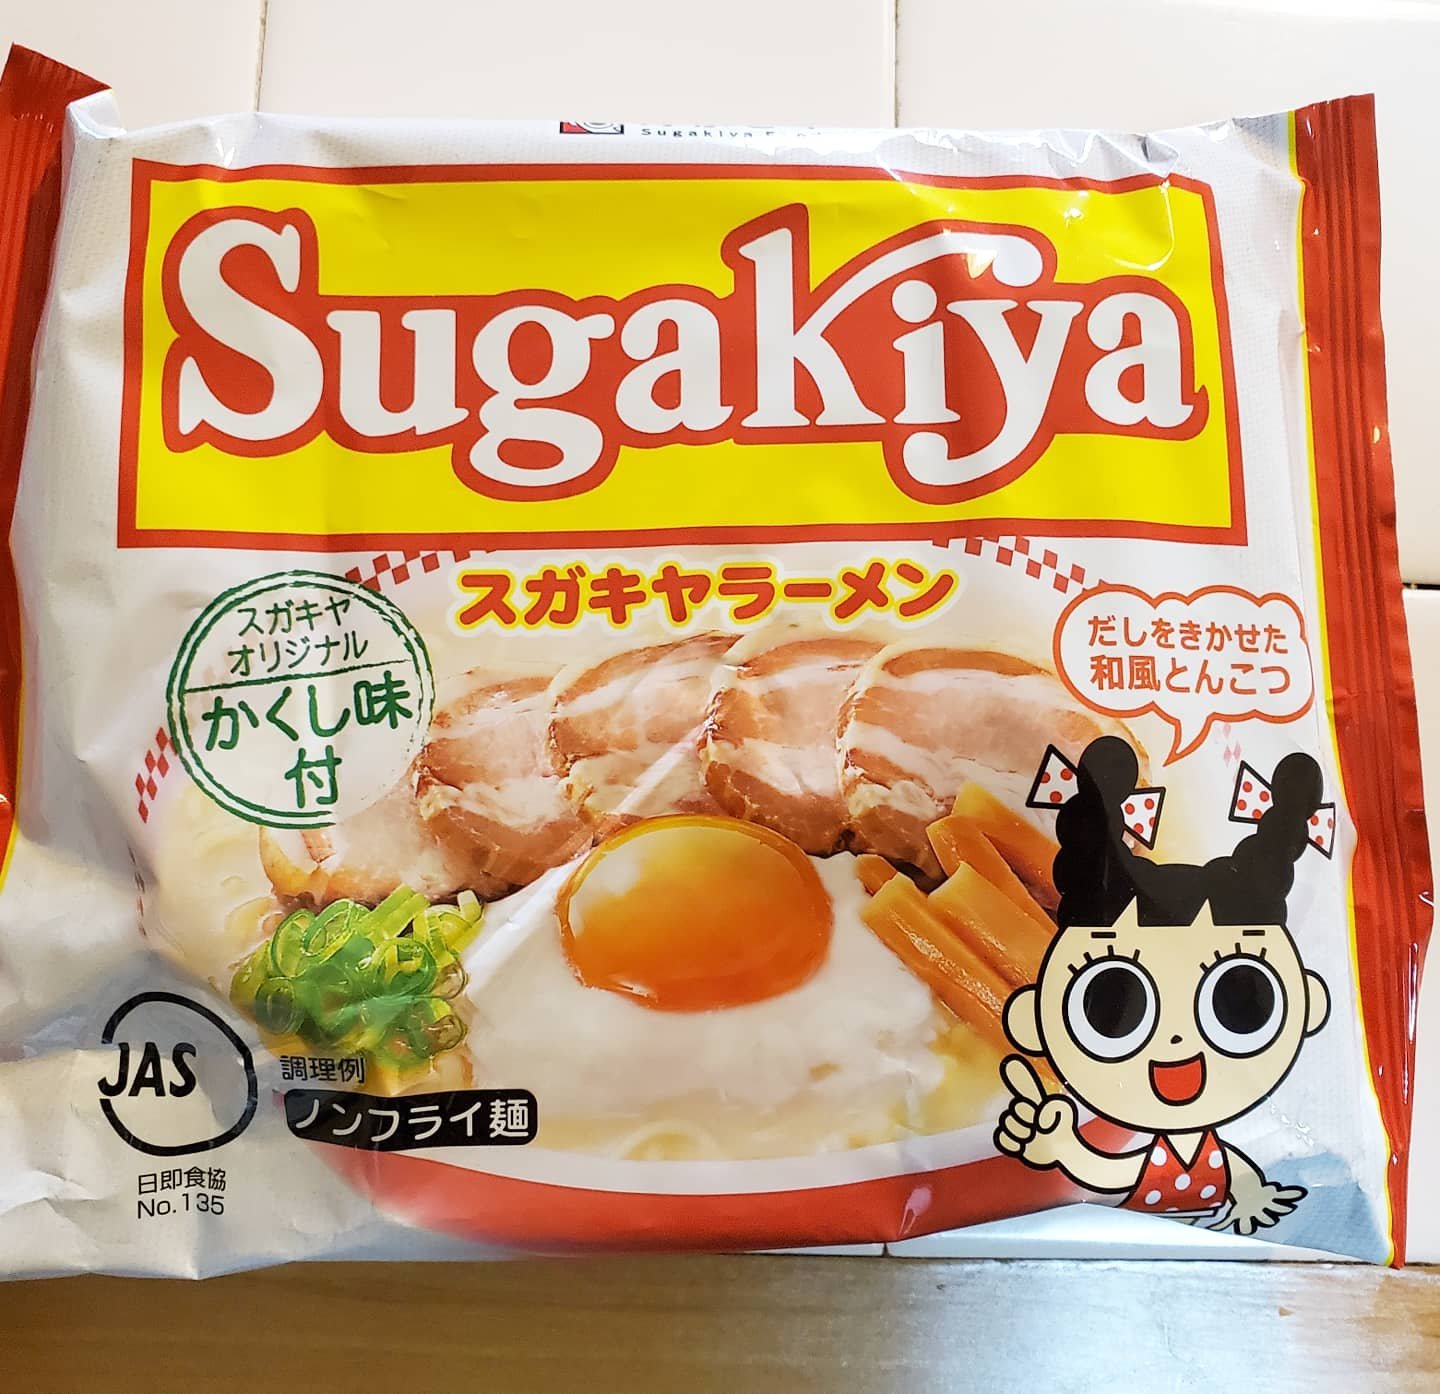 Sugakiya
スガキヤラーメン
スガキヤ
オリジナル
かくし味
付
だしをきかせた
和風とんこつ
JAS
調理例
ノンフライ麺
日即食協
No.135